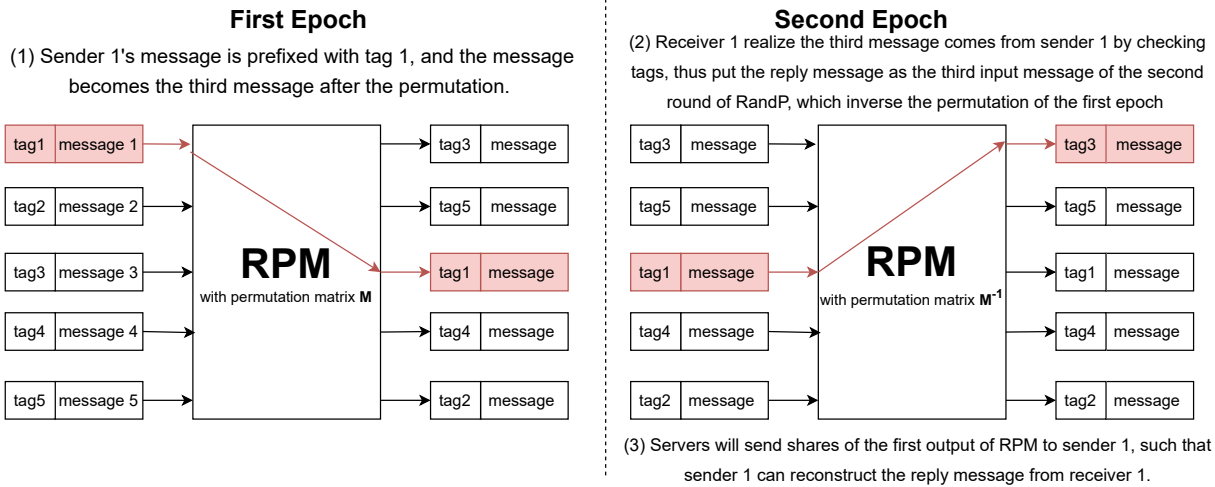 First Epoch
(1) Sender 1's message is prefixed with tag 1, and the message
becomes the third message after the permutation.
tag1 message 1
tag2 message 2
tag3 message 3
tag4 message 4
tag5 message 5
RPM
with permutation matrix M
tag3 message
tag5 message
tag1 message
tag4 message
tag2 message
Second Epoch
(2) Receiver 1 realize the third message comes from sender 1 by checking
tags, thus put the reply message as the third input message of the second
round of RandP, which inverse the permutation of the first epoch
tag3 message
tag5 message
tag1 message
tag4 message
tag2 message
RPM
with permutation matrix M⁻¹
tag3 message
tag5 message
tag1 message
tag4 message
tag2 message
(3) Servers will send shares of the first output of RPM to sender 1, such that
sender 1 can reconstruct the reply message from receiver 1.